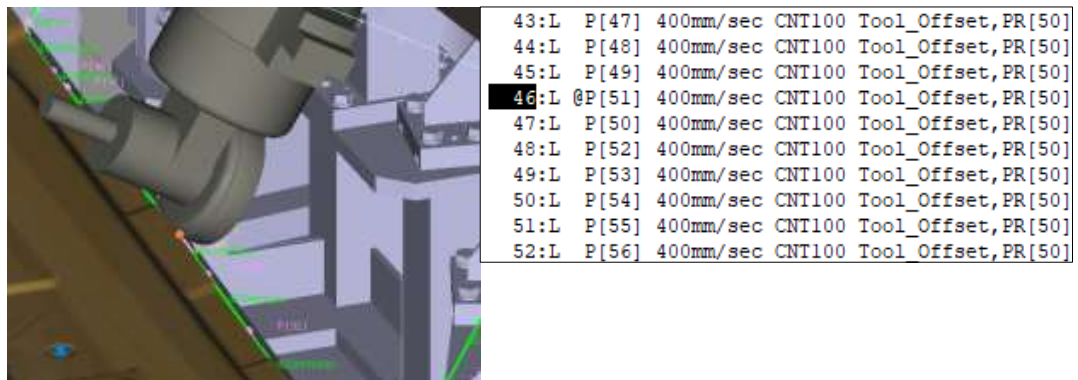 43:L P[47] 400mm/sec CNT100 Tool_Offset,PR[50]
44:L P[48] 400mm/sec CNT100 Tool_Offset,PR[50]
45:L P[49] 400mm/sec CNT100 Tool_Offset,PR[50]
46:L @P[51] 400mm/sec CNT100 Tool_Offset,PR[50]
47:L P[50] 400mm/sec CNT100 Tool_Offset,PR[50]
48:L P[52] 400mm/sec CNT100 Tool_Offset,PR[50]
49:L P[53] 400mm/sec CNT100 Tool_Offset,PR[50]
50:L P[54] 400mm/sec CNT100 Tool_Offset,PR[50]
51:L P[55] 400mm/sec CNT100 Tool_Offset,PR[50]
52:L P[56] 400mm/sec CNT100 Tool_Offset,PR[50]